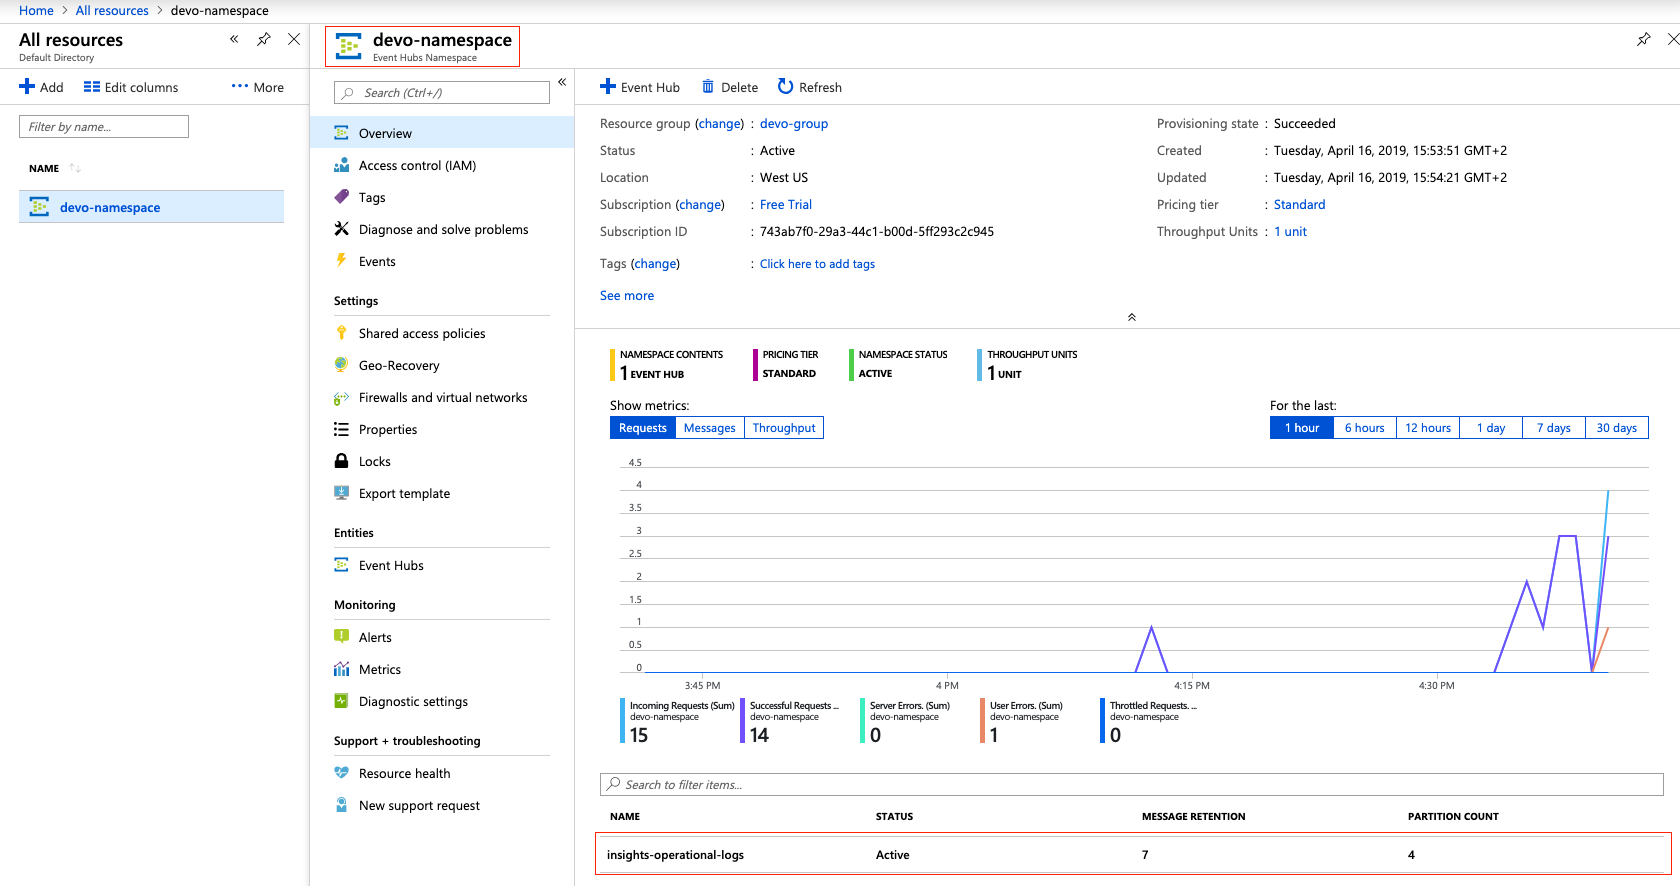 Home > All resources > devo-namespace
All resources
Default Directory
Add Edit columns ••• More
Filter by name...
NAME
devo-namespace
devo-namespace
Event Hubs Namespace
Search (Ctrl+/)
Overview
Access control (IAM)
Tags
Diagnose and solve problems
Events
Settings
Shared access policies
Geo-Recovery
Firewalls and virtual networks
Properties
Locks
Export template
Entities
Event Hubs
Monitoring
Alerts
Metrics
Diagnostic settings
Support + troubleshooting
Resource health
New support request
Event Hub Delete Refresh
Resource group (change) : devo-group
Status : Active
Location : West US
Subscription (change) : Free Trial
Subscription ID : 743ab7f0-29a3-44c1-b00d-5ff293c2c945
Tags (change) : Click here to add tags
See more
Provisioning state : Succeeded
Created : Tuesday, April 16, 2019, 15:53:51 GMT+2
Updated : Tuesday, April 16, 2019, 15:54:21 GMT+2
Pricing tier : Standard
Throughput Units : 1 unit
NAMESPACE CONTENTS
1 EVENT HUB
PRICING TIER
STANDARD
NAMESPACE STATUS
ACTIVE
THROUGHPUT UNITS
1 UNIT
Show metrics:
Requests Messages Throughput
For the last:
1 hour 6 hours 12 hours 1 day 7 days 30 days
4.5
4
3.5
3
2.5
2
1.5
1
0.5
0
3:45 PM 4 PM 4:15 PM 4:30 PM
Incoming Requests (Sum)
devo-namespace
15
Successful Requests ...
devo-namespace
14
Server Errors. (Sum)
devo-namespace
0
User Errors. (Sum)
devo-namespace
1
Throttled Requests. ...
devo-namespace
0
Search to filter items...
NAME STATUS MESSAGE RETENTION PARTITION COUNT
insights-operational-logs Active 7 4